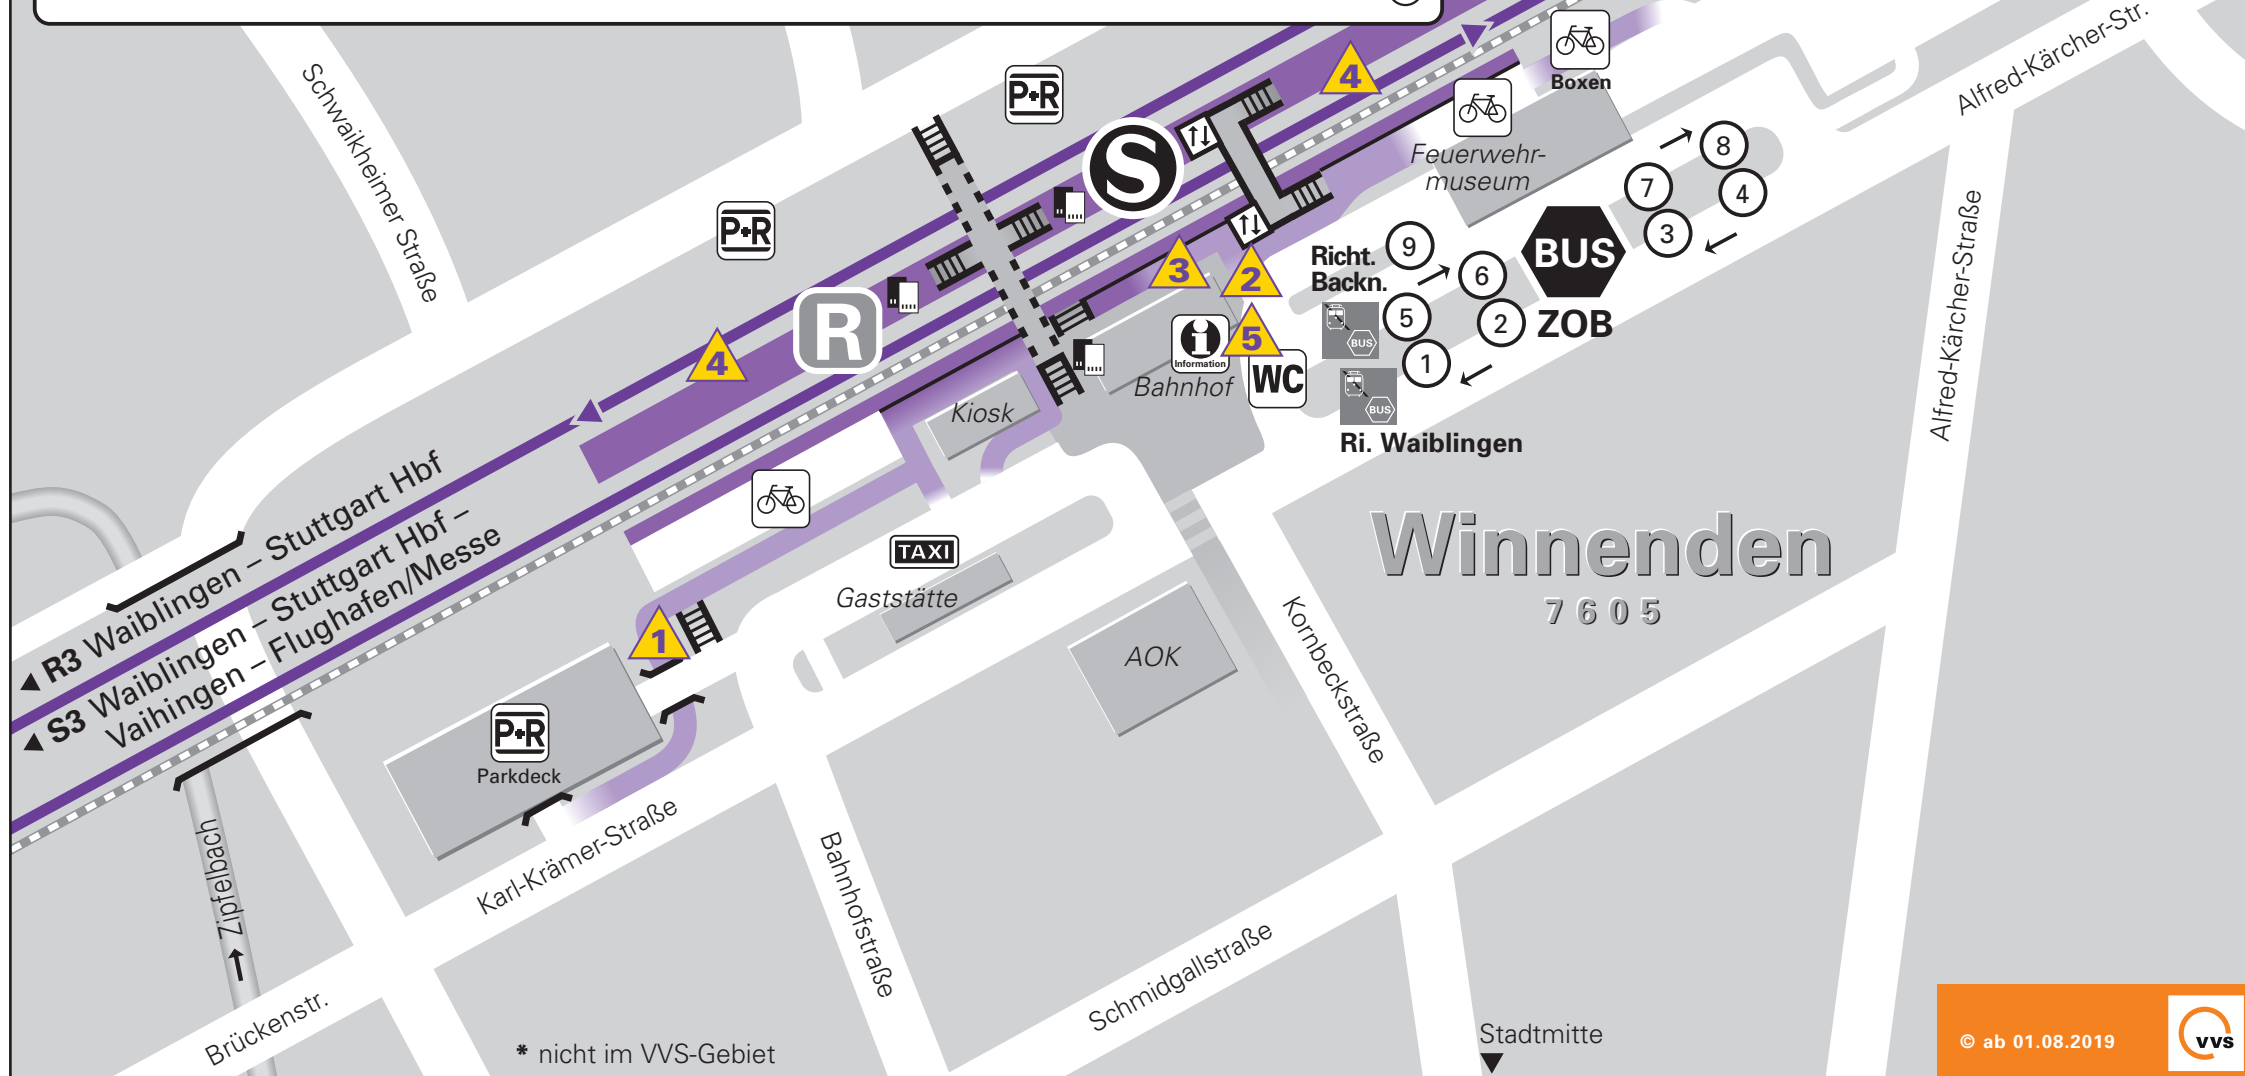 Schwaikheimer Straße
P+R
P+R
S
R
4
4
Boxen
Feuerwehr-
museum
Alfred-Kärcher-Str.
Alfred-Kärcher-Straße
8
7
4
3
BUS
ZOB
Richt.
Backn.
9
6
5
2
1
BUS
BUS
Ri. Waiblingen
3
2
5
i
Information
Bahnhof
WC
Kiosk
TAXI
Gaststätte
1
AOK
P+R
Parkdeck
R3 Waiblingen – Stuttgart Hbf
S3 Waiblingen – Stuttgart Hbf –
Vaihingen – Flughafen/Messe
Winnenden
7605
Kornbeckstraße
Zipfelbach
Karl-Krämer-Straße
Bahnhofstraße
Schmidgallstraße
Brückenstr.
* nicht im VVS-Gebiet
Stadtmitte
© ab 01.08.2019
vvs